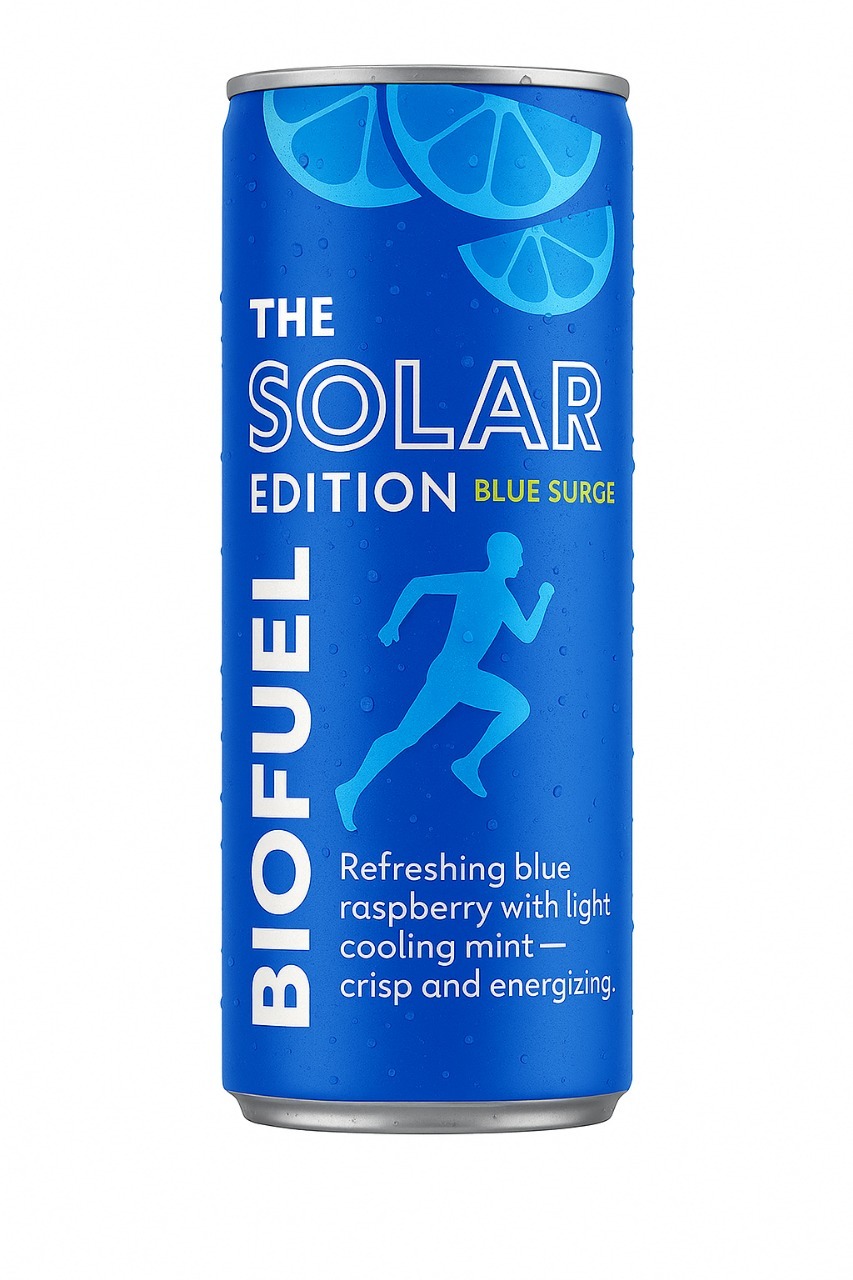 THE
SOLAR
EDITION BLUE SURGE
BIOFUEL
Refreshing blue
raspberry with light
cooling mint —
crisp and energizing.